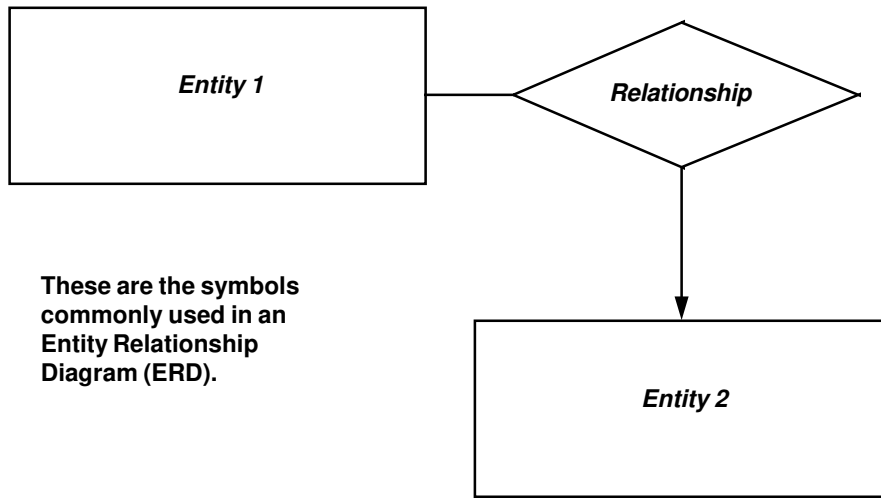 Entity 1
Relationship
These are the symbols
commonly used in an
Entity Relationship
Diagram (ERD).
Entity 2